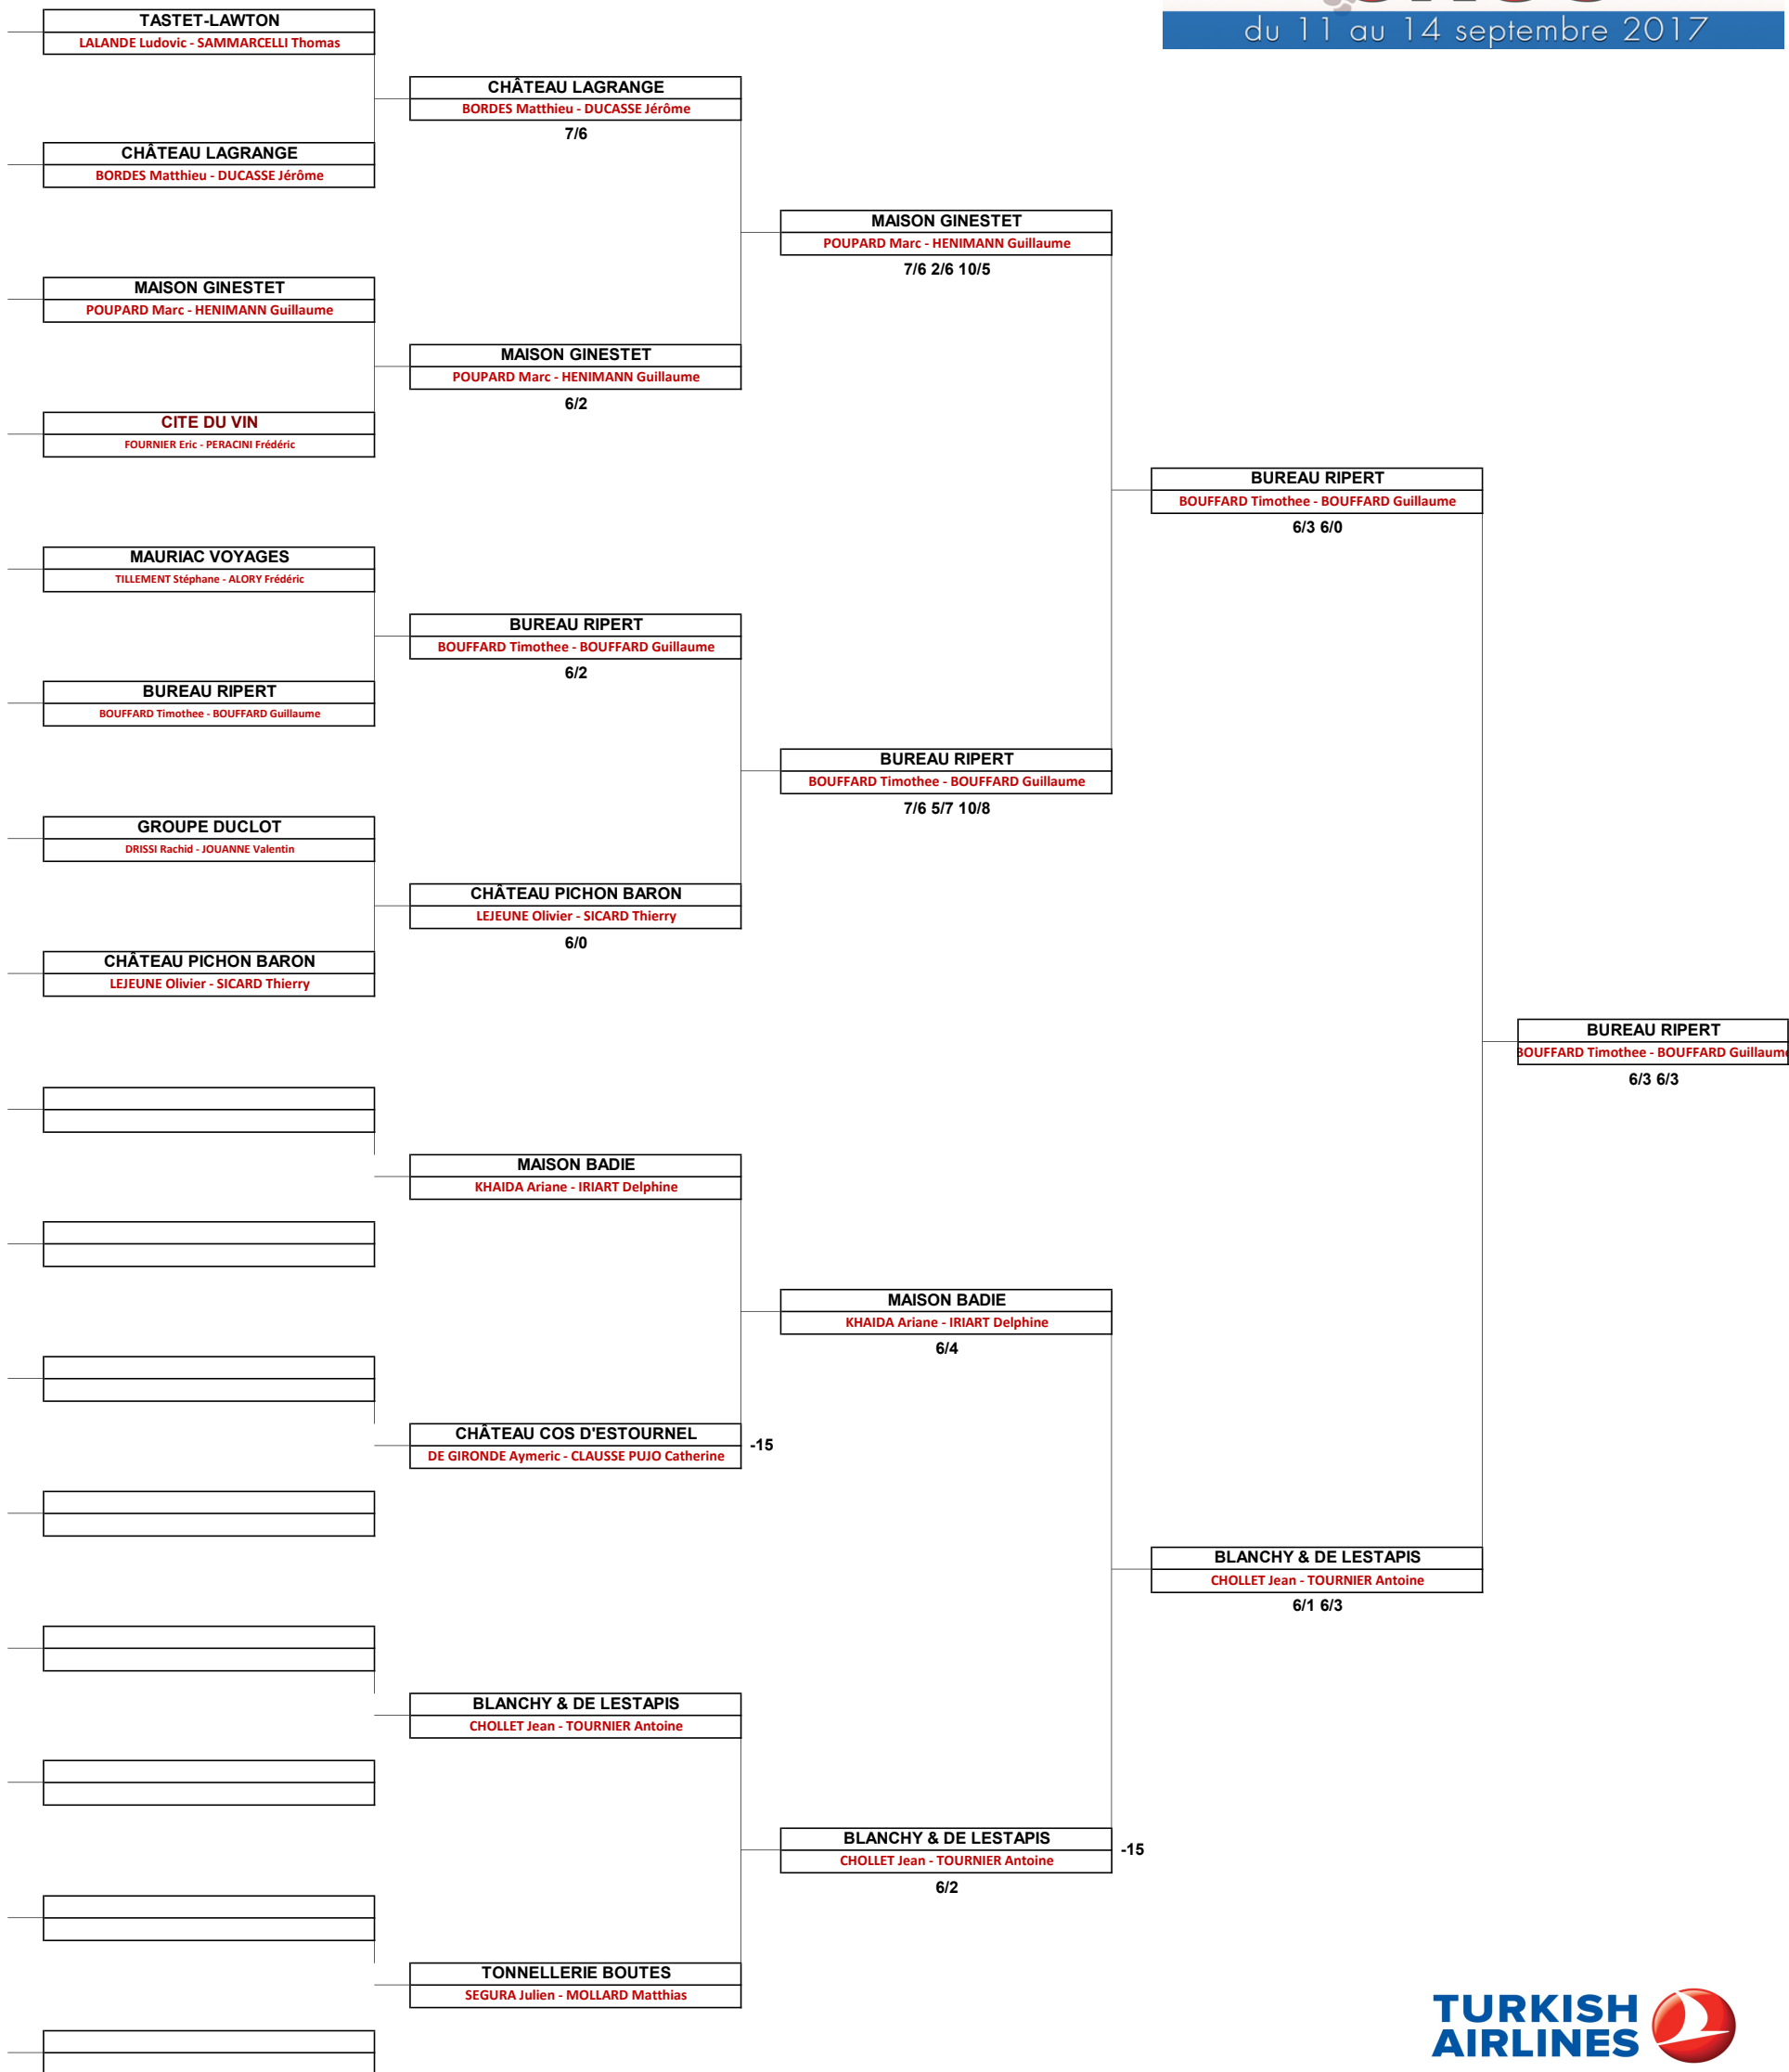 du 11 au 14 septembre 2017
TASTET-LAWTON
LALANDE Ludovic - SAMMARCELLI Thomas
CHÂTEAU LAGRANGE
BORDES Matthieu - DUCASSE Jérôme
7/6
CHÂTEAU LAGRANGE
BORDES Matthieu - DUCASSE Jérôme
MAISON GINESTET
POUPARD Marc - HENIMANN Guillaume
7/6 2/6 10/5
MAISON GINESTET
POUPARD Marc - HENIMANN Guillaume
MAISON GINESTET
POUPARD Marc - HENIMANN Guillaume
6/2
CITE DU VIN
FOURNIER Eric - PERACINI Frédéric
BUREAU RIPERT
BOUFFARD Timothee - BOUFFARD Guillaume
6/3 6/0
MAURIAC VOYAGES
TILLEMENT Stéphane - ALORY Frédéric
BUREAU RIPERT
BOUFFARD Timothee - BOUFFARD Guillaume
6/2
BUREAU RIPERT
BOUFFARD Timothee - BOUFFARD Guillaume
BUREAU RIPERT
BOUFFARD Timothee - BOUFFARD Guillaume
7/6 5/7 10/8
GROUPE DUCLOT
DRISSI Rachid - JOUANNE Valentin
CHÂTEAU PICHON BARON
LEJEUNE Olivier - SICARD Thierry
6/0
CHÂTEAU PICHON BARON
LEJEUNE Olivier - SICARD Thierry
BUREAU RIPERT
BOUFFARD Timothee - BOUFFARD Guillaume
6/3 6/3
MAISON BADIE
KHAIDA Ariane - IRIART Delphine
MAISON BADIE
KHAIDA Ariane - IRIART Delphine
6/4
CHÂTEAU COS D'ESTOURNEL
-15
DE GIRONDE Aymeric - CLAUSSE PUJO Catherine
BLANCHY & DE LESTAPIS
CHOLLET Jean - TOURNIER Antoine
6/1 6/3
BLANCHY & DE LESTAPIS
CHOLLET Jean - TOURNIER Antoine
BLANCHY & DE LESTAPIS
-15
CHOLLET Jean - TOURNIER Antoine
6/2
TONNELLERIE BOUTES
SEGURA Julien - MOLLARD Matthias
TURKISH
AIRLINES